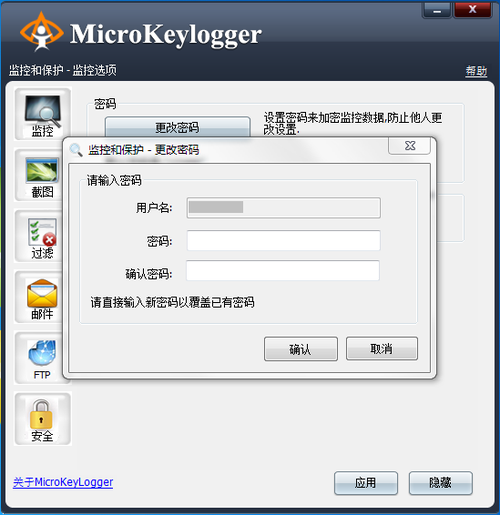 MicroKeylogger
监控和保护 - 监控选项
帮助
监控
截图
过滤
邮件
FTP
安全
密码
更改密码
设置密码来加密监控数据,防止他人更
改设置.
监控和保护 - 更改密码
请输入密码
用户名:
密码:
确认密码:
请直接输入新密码以覆盖已有密码
确认
取消
关于MicroKeyLogger
应用
隐藏